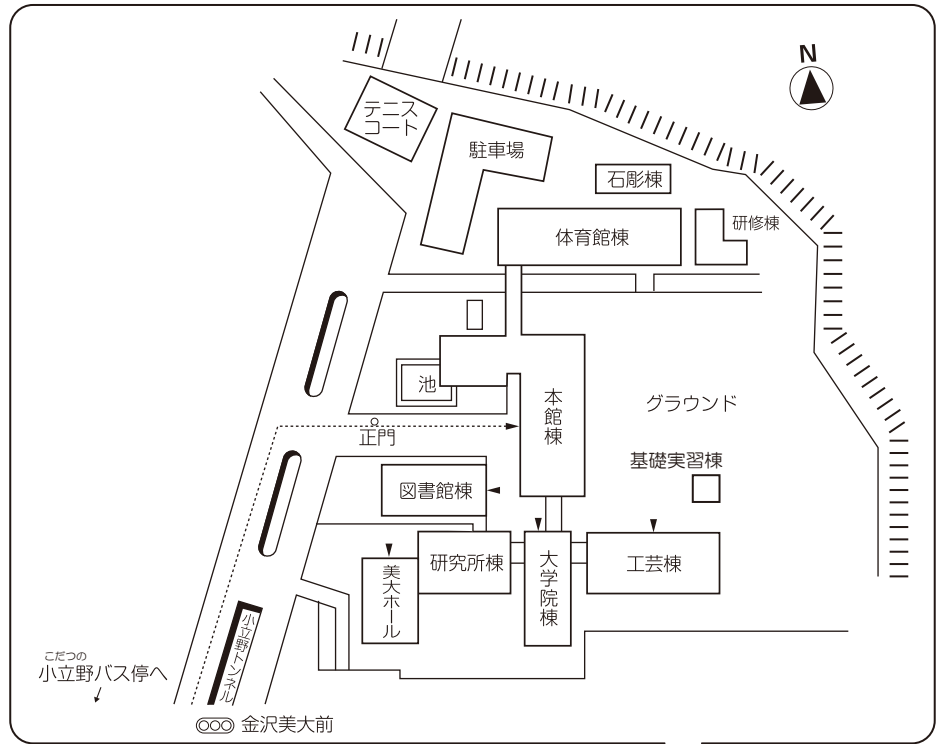 N
テニス
コート
駐車場
石彫棟
研修棟
体育館棟
池
本館棟
グラウンド
正門
基礎実習棟
図書館棟
研究所棟
大学院棟
工芸棟
美大ホール
小立野トンネル
こだつの
小立野バス停へ
金沢美大前